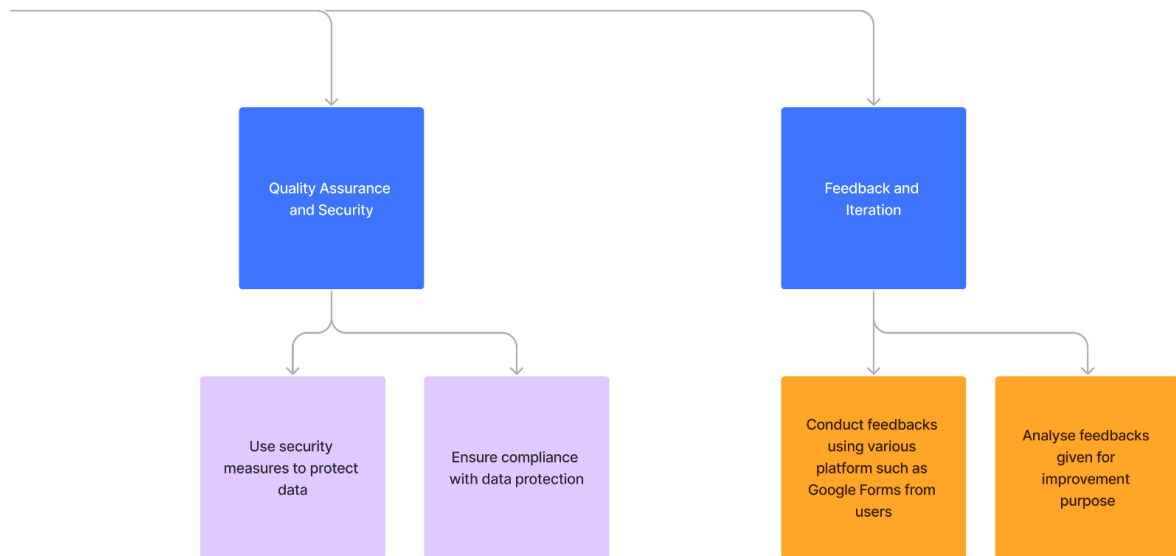 Quality Assurance
and Security
Feedback and
Iteration
Use security
measures to protect
data
Ensure compliance
with data protection
Conduct feedbacks
using various
platform such as
Google Forms from
users
Analyse feedbacks
given for
improvement
purpose